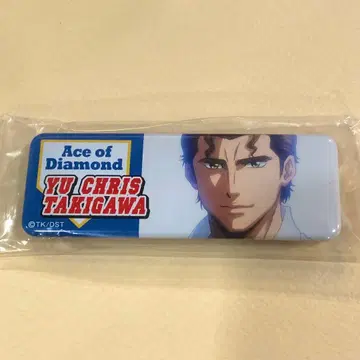 Ace of
Diamond
YU CHRIS
TAKIGAWA
©TK/DST